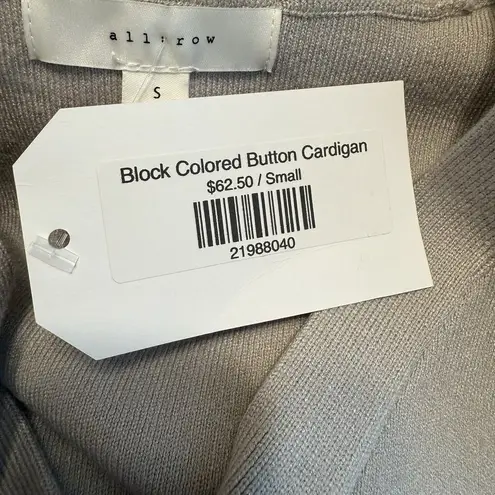 all:row
S
Block Colored Button Cardigan
$62.50 / Small
21988040